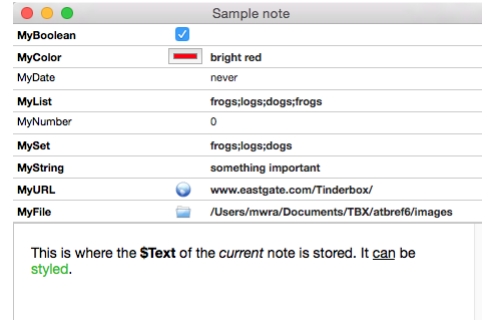 Sample note
MyBoolean
MyColor bright red
MyDate never
MyList frogs;logs;dogs;frogs
MyNumber 0
MySet frogs;logs;dogs
MyString something important
MyURL www.eastgate.com/Tinderbox/
MyFile /Users/mwra/Documents/TBX/atbref6/images
This is where the $Text of the current note is stored. It can be
styled.